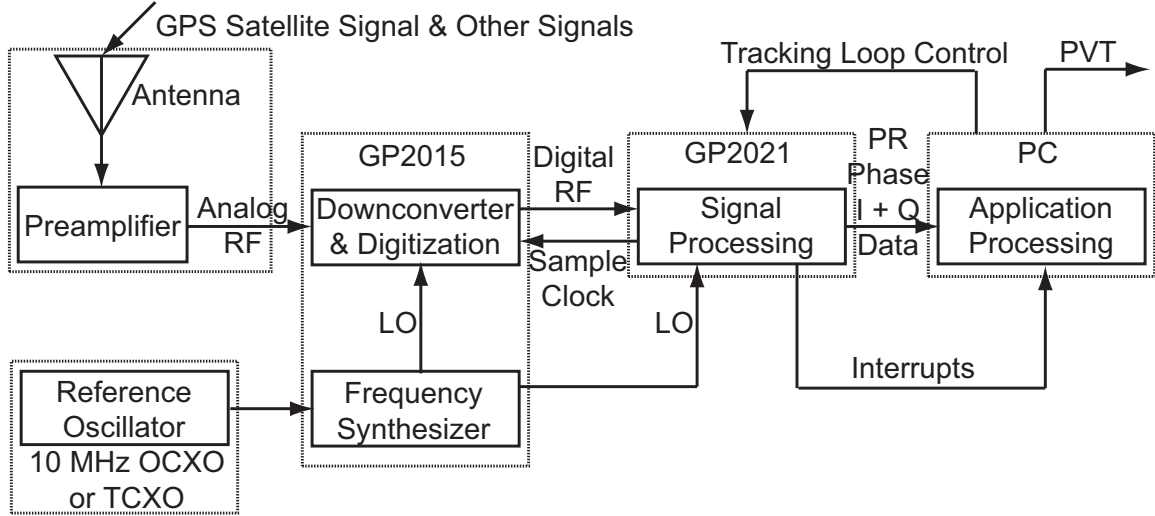 GPS Satellite Signal & Other Signals
Antenna
Preamplifier
Analog
RF
GP2015
Downconverter
& Digitization
LO
Frequency
Synthesizer
Reference
Oscillator
10 MHz OCXO
or TCXO
Digital
RF
Sample
Clock
Tracking Loop Control
GP2021
Signal
Processing
LO
Interrupts
PR
Phase
I + Q
Data
PVT
PC
Application
Processing